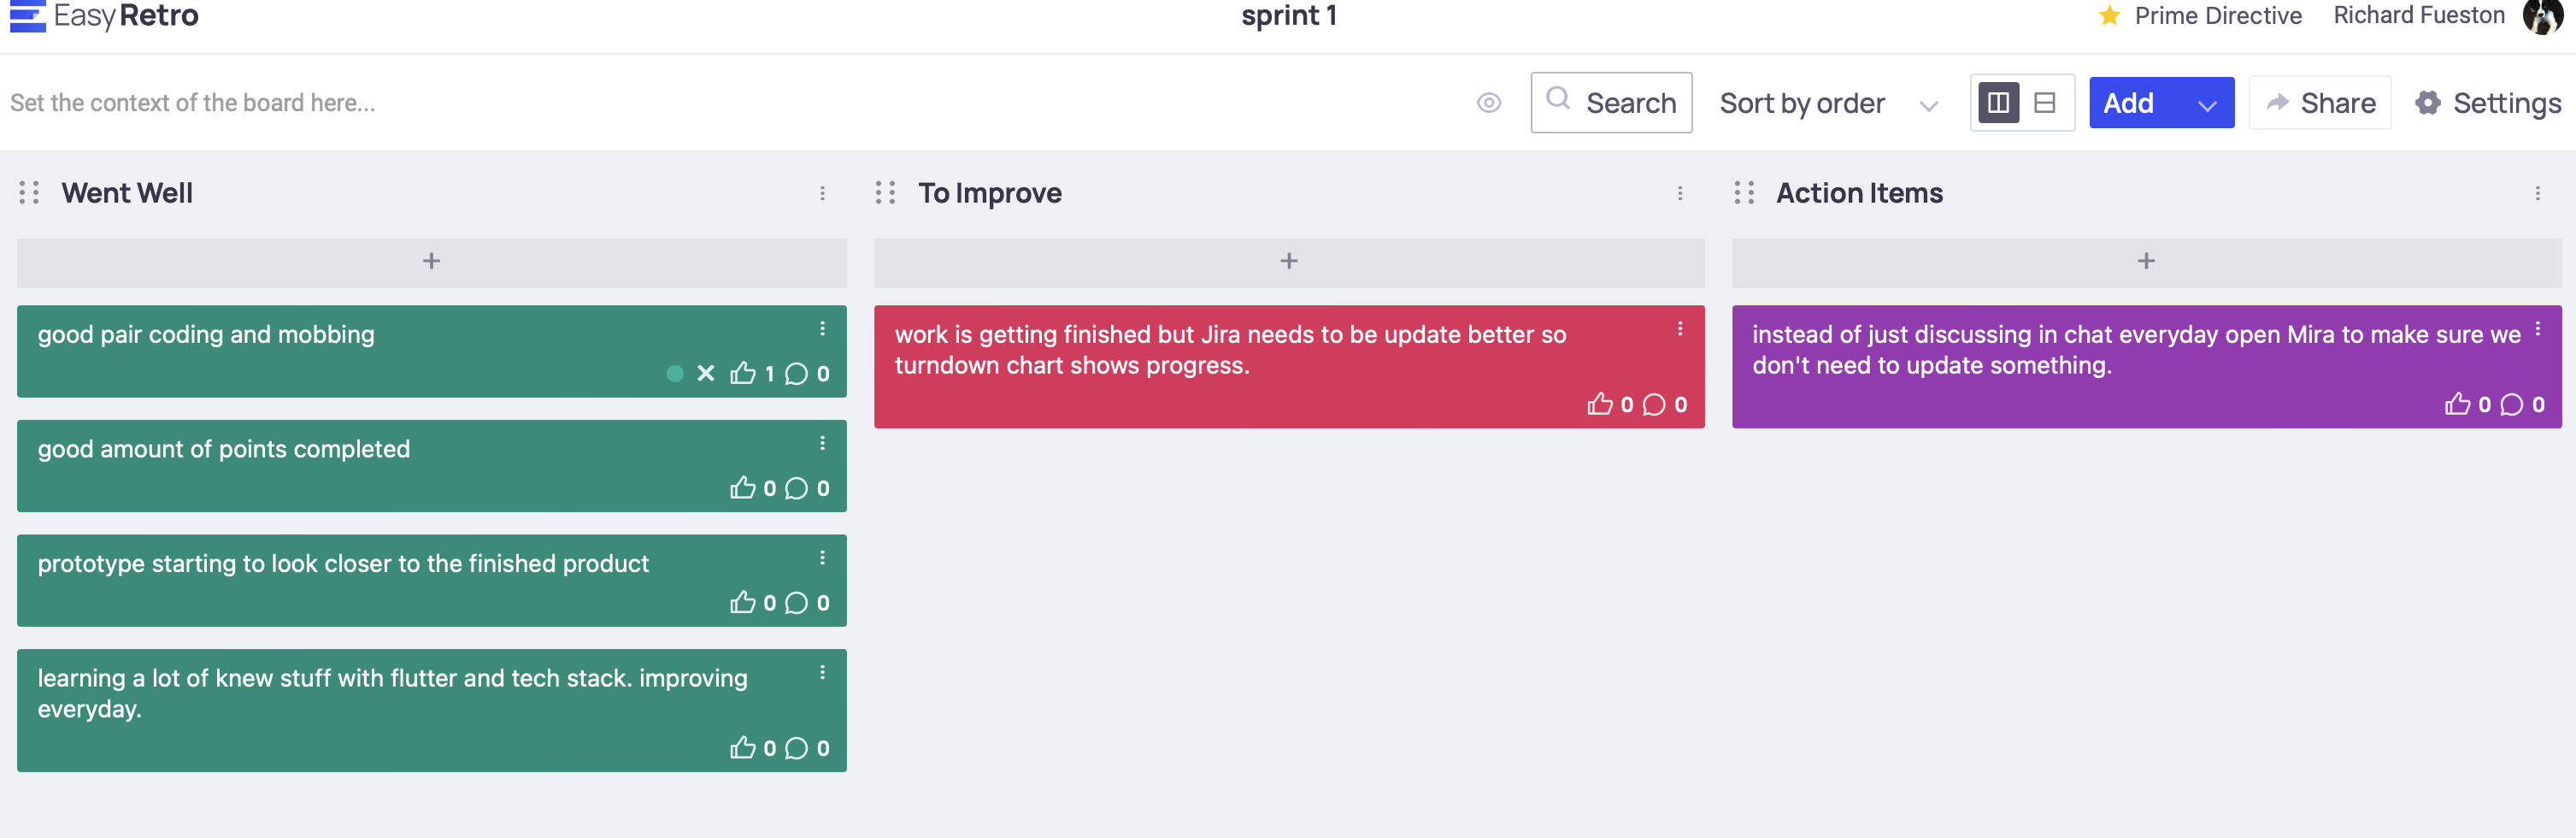 EasyRetro
sprint 1
Prime Directive
Richard Fueston
Set the context of the board here...
Search
Sort by order
Add
Share
Settings
Went Well
+
good pair coding and mobbing
1 0
good amount of points completed
0 0
prototype starting to look closer to the finished product
0 0
learning a lot of knew stuff with flutter and tech stack. improving
everyday.
0 0
To Improve
+
work is getting finished but Jira needs to be update better so
turndown chart shows progress.
0 0
Action Items
+
instead of just discussing in chat everyday open Mira to make sure we
don't need to update something.
0 0